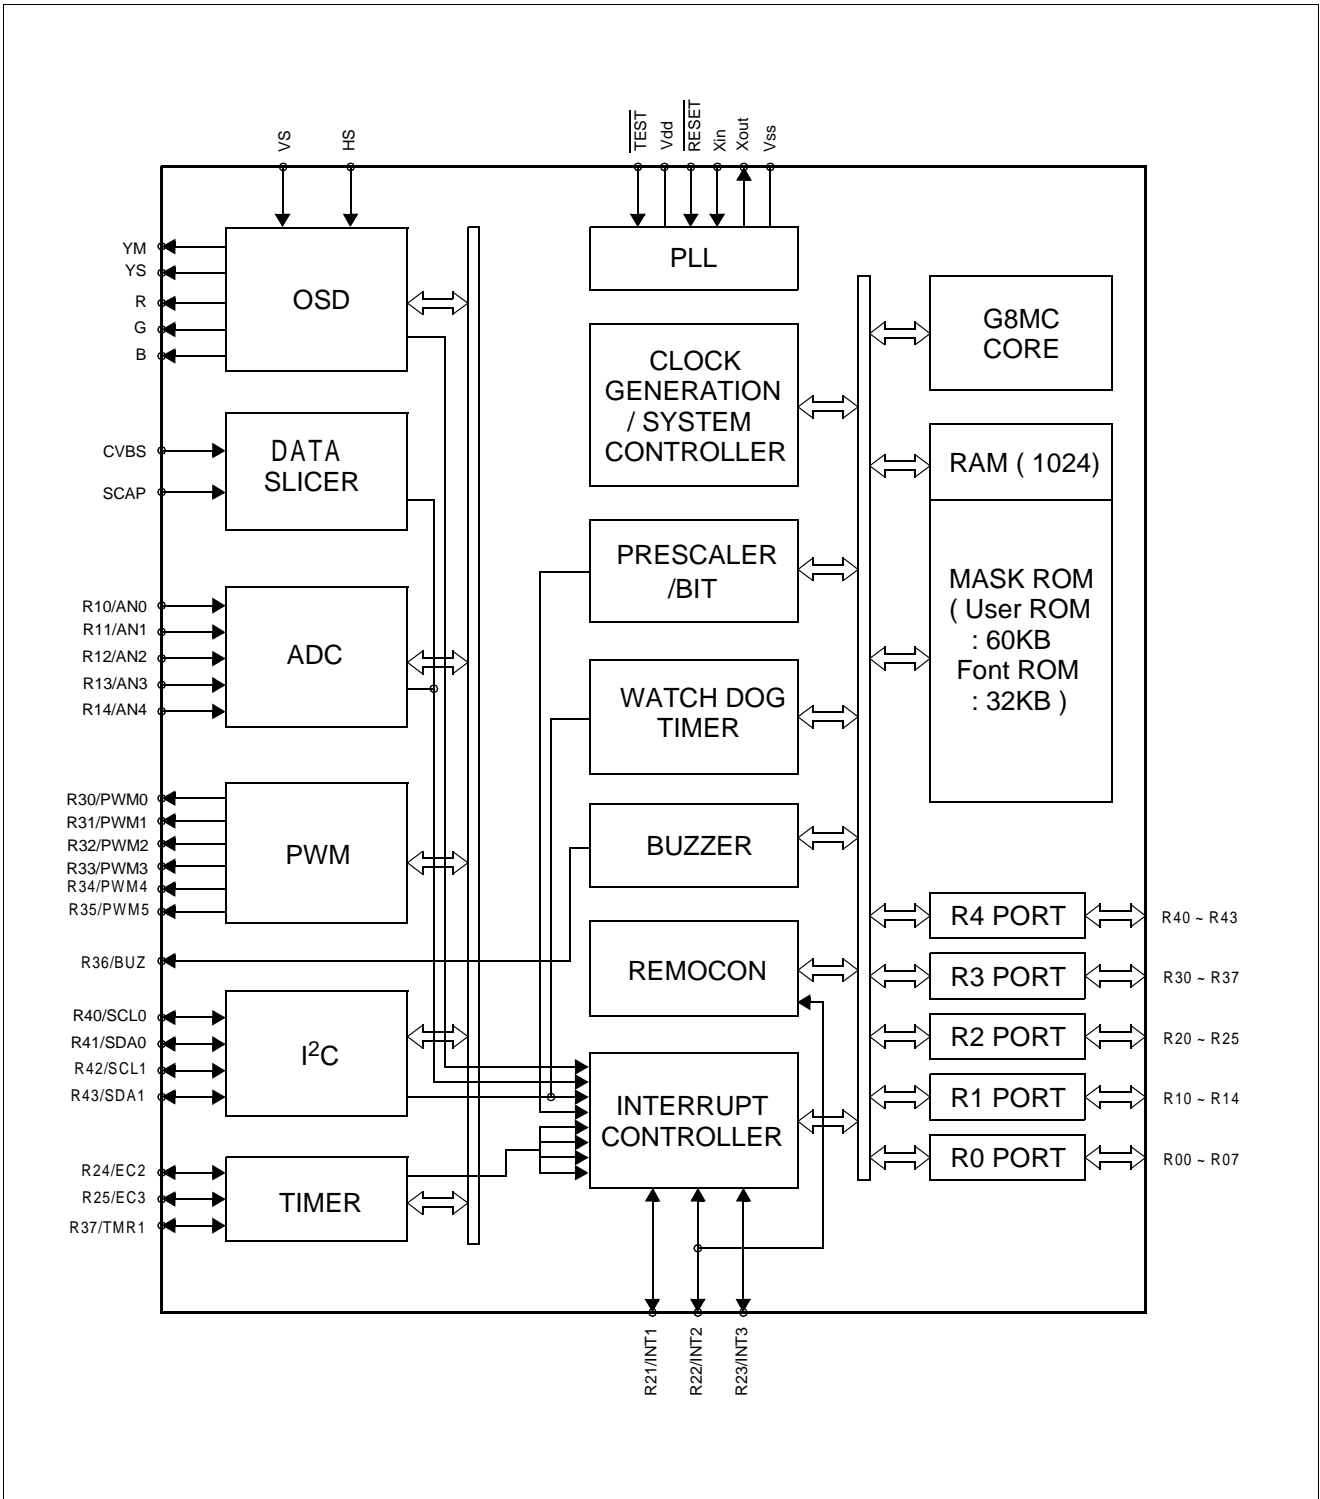 VS
HS
TEST
Vdd
RESET
Xin
Xout
Vss
YM
YS
R
G
B
OSD
PLL
G8MC
CORE
CLOCK
GENERATION
/ SYSTEM
CONTROLLER
CVBS
SCAP
DATA
SLICER
RAM ( 1024)
PRESCALER
/BIT
MASK ROM
( User ROM
: 60KB
Font ROM
: 32KB )
R10/AN0
R11/AN1
R12/AN2
R13/AN3
R14/AN4
ADC
WATCH DOG
TIMER
R30/PWM0
R31/PWM1
R32/PWM2
R33/PWM3
R34/PWM4
R35/PWM5
PWM
BUZZER
R36/BUZ
REMOCON
R4 PORT
R40 ~ R43
R3 PORT
R30 ~ R37
R2 PORT
R20 ~ R25
R1 PORT
R10 ~ R14
R0 PORT
R00 ~ R07
R40/SCL0
R41/SDA0
R42/SCL1
R43/SDA1
I²C
INTERRUPT
CONTROLLER
R24/EC2
R25/EC3
R37/TMR1
TIMER
R21/INT1
R22/INT2
R23/INT3